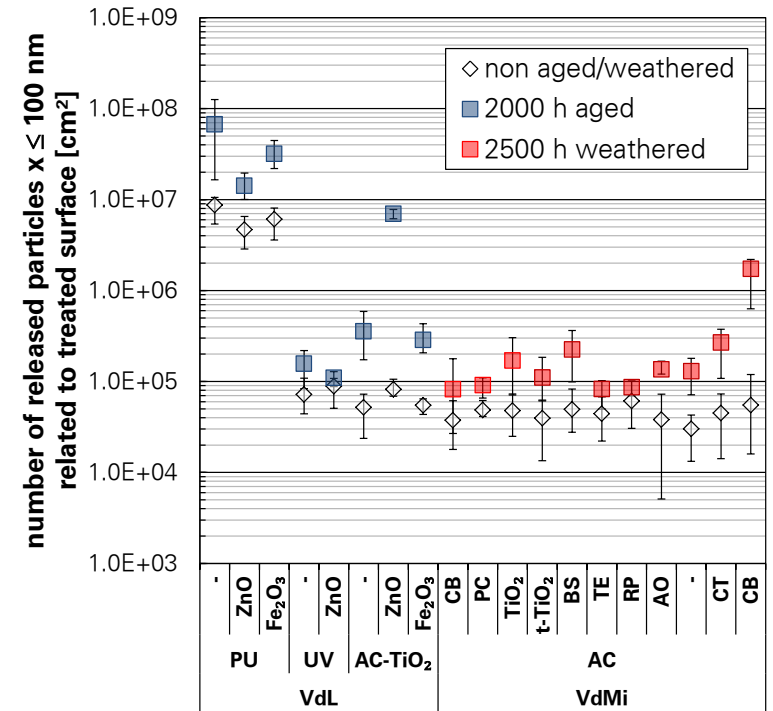 number of released particles x ≤ 100 nm
related to treated surface [cm²]
1.0E+09
1.0E+08
1.0E+07
1.0E+06
1.0E+05
1.0E+04
1.0E+03
non aged/weathered
2000 h aged
2500 h weathered
- ZnO Fe₂O₃ - ZnO - ZnO Fe₂O₃ CB PC TiO₂ t-TiO₂ BS TE RP AO - CT CB
PU UV AC-TiO₂ AC
VdL VdMi